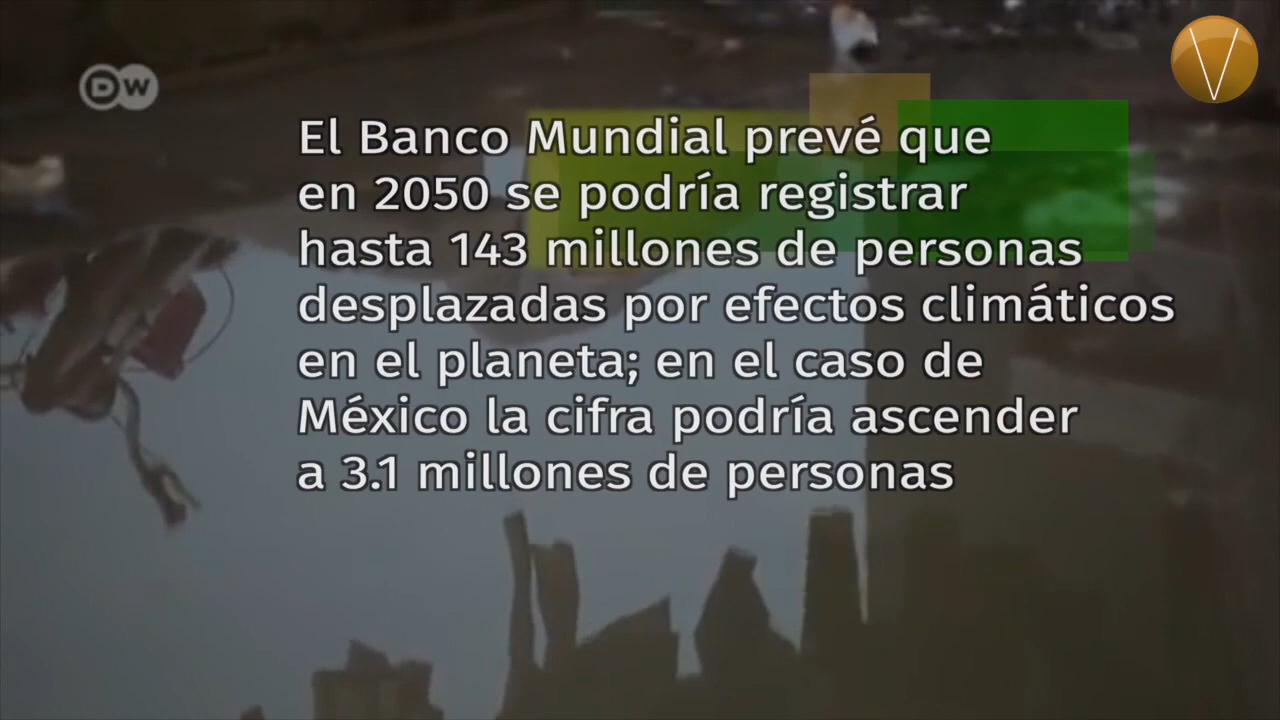 DW
V
El Banco Mundial prevé que
en 2050 se podría registrar
hasta 143 millones de personas
desplazadas por efectos climáticos
en el planeta; en el caso de
México la cifra podría ascender
a 3.1 millones de personas